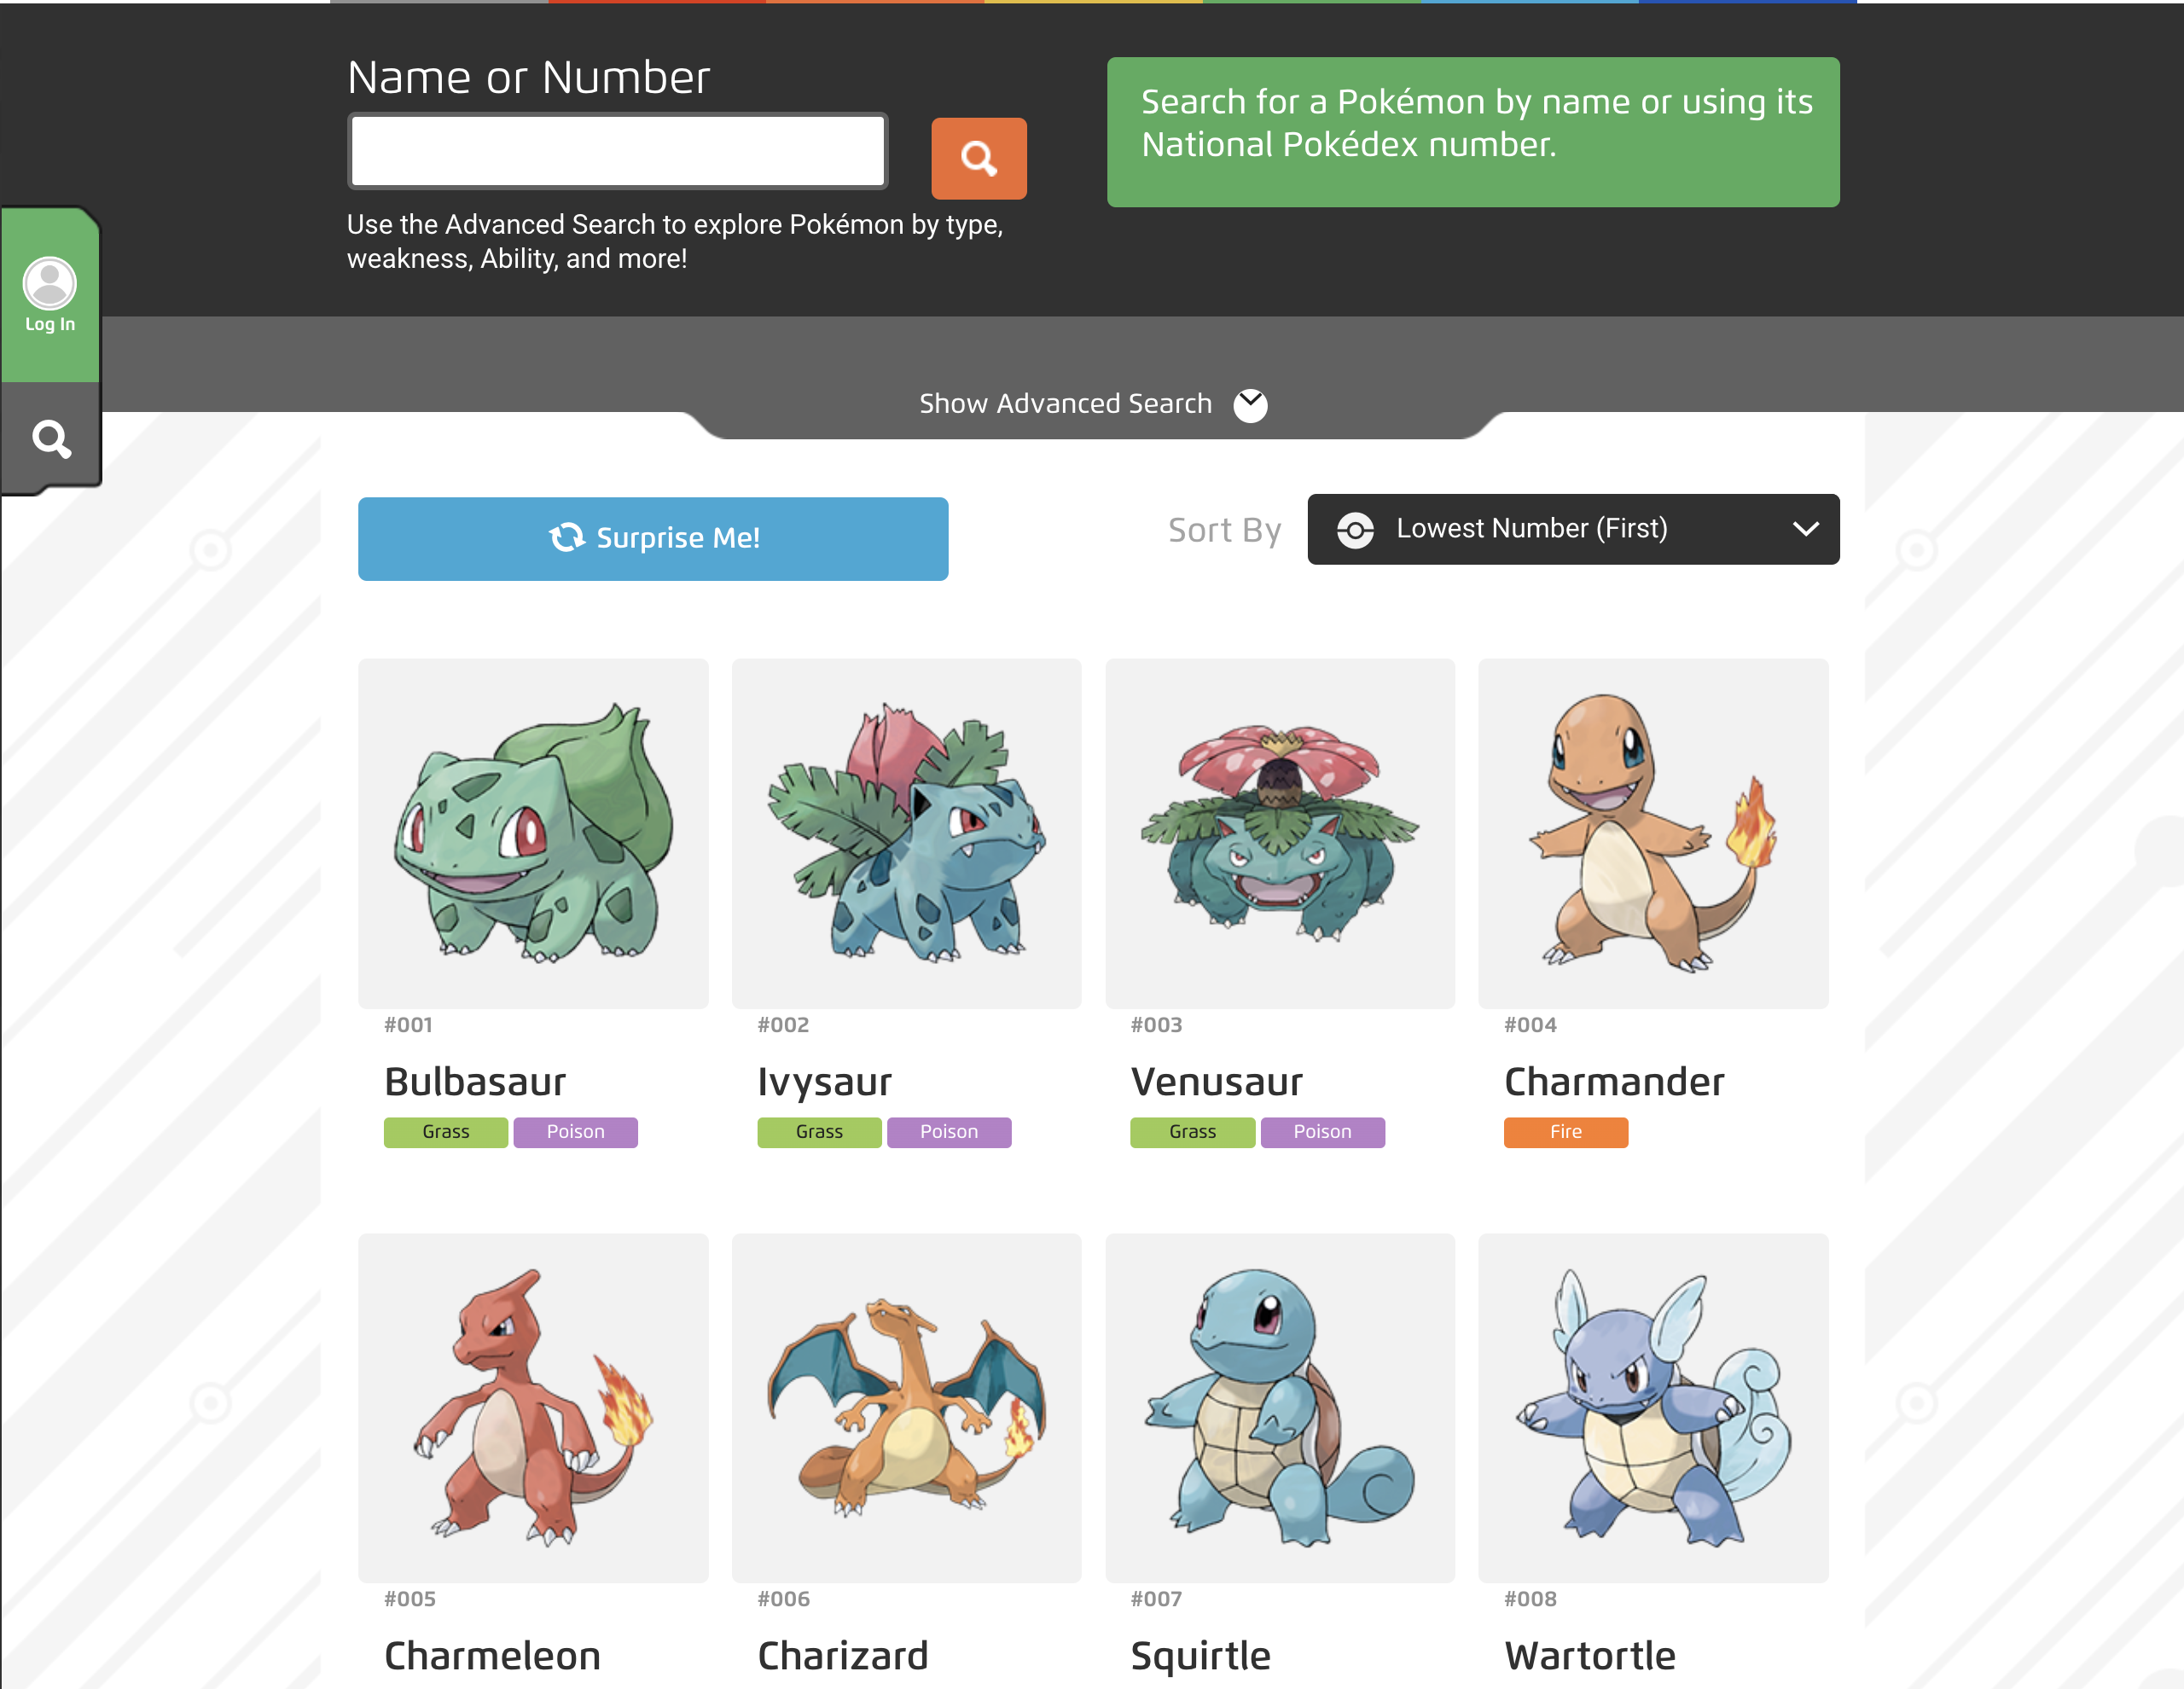 Name or Number
Search for a Pokémon by name or using its
National Pokédex number.
Use the Advanced Search to explore Pokémon by type,
weakness, Ability, and more!
Log In
Show Advanced Search
Surprise Me!
Sort By
Lowest Number (First)
#001
Bulbasaur
Grass
Poison
#002
Ivysaur
Grass
Poison
#003
Venusaur
Grass
Poison
#004
Charmander
Fire
#005
Charmeleon
#006
Charizard
#007
Squirtle
#008
Wartortle